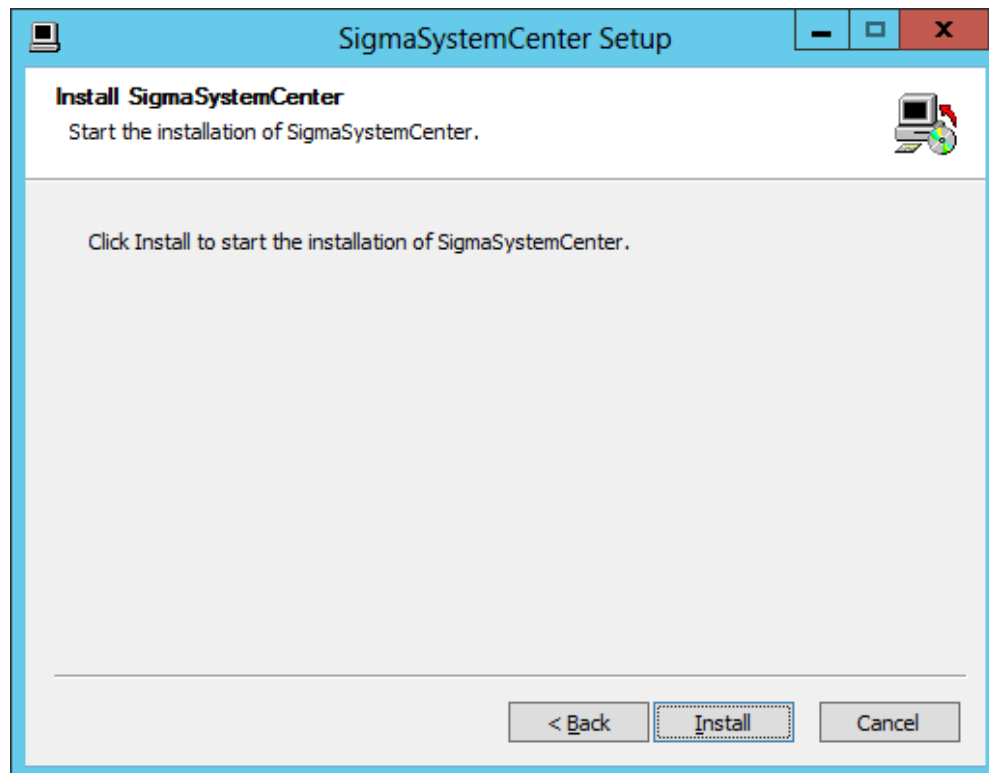 SigmaSystemCenter Setup
Install SigmaSystemCenter
Start the installation of SigmaSystemCenter.
Click Install to start the installation of SigmaSystemCenter.
< Back Install Cancel